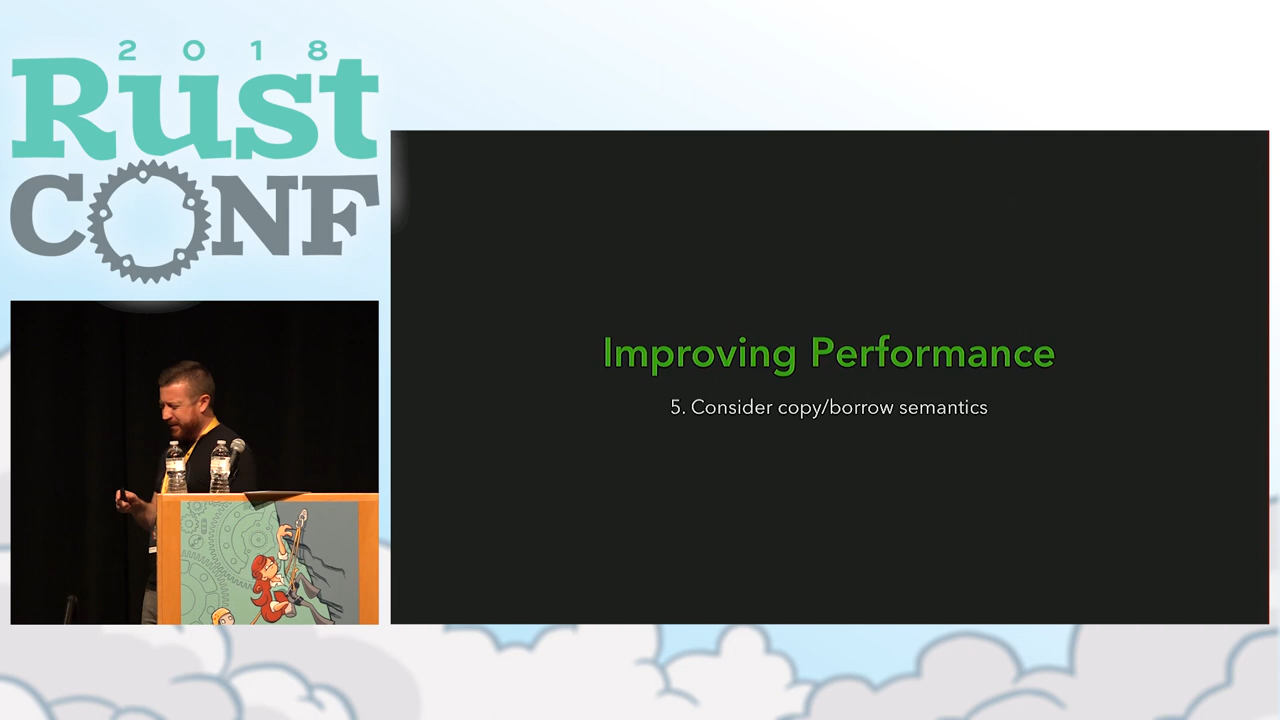 2018
Rust
CONF
Improving Performance
5. Consider copy/borrow semantics